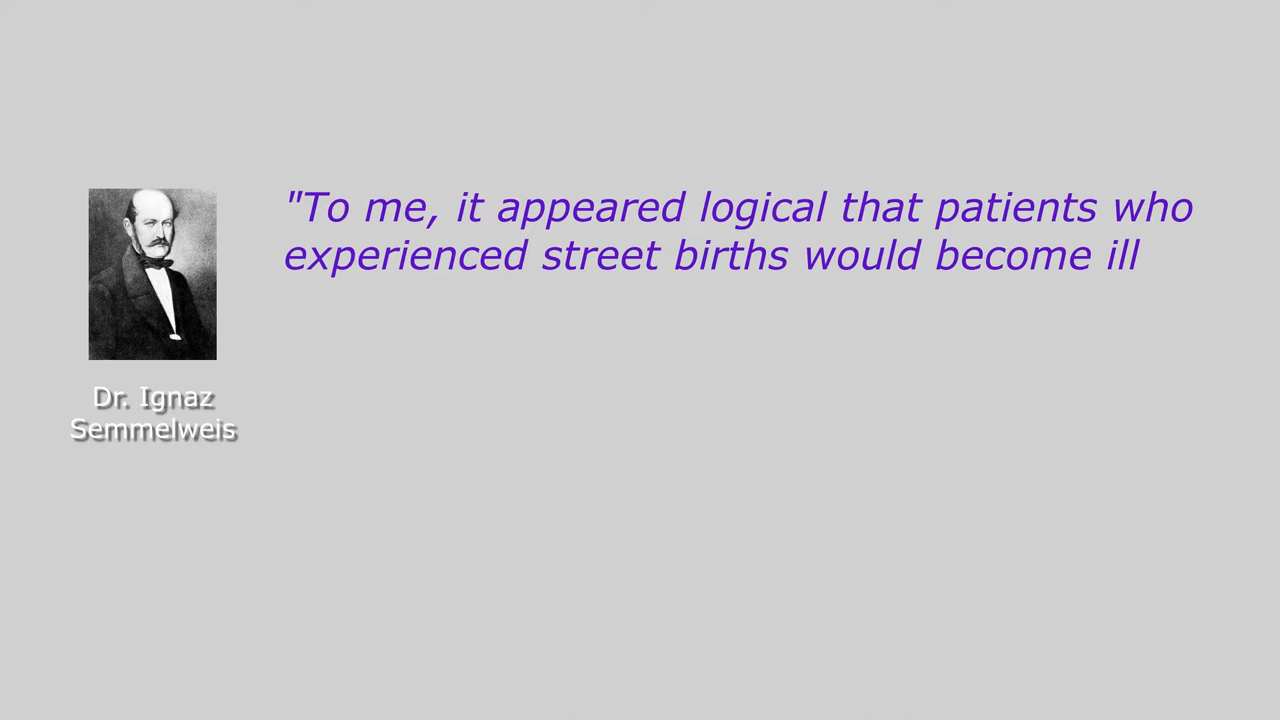 "To me, it appeared logical that patients who
experienced street births would become ill
Dr. Ignaz
Semmelweis